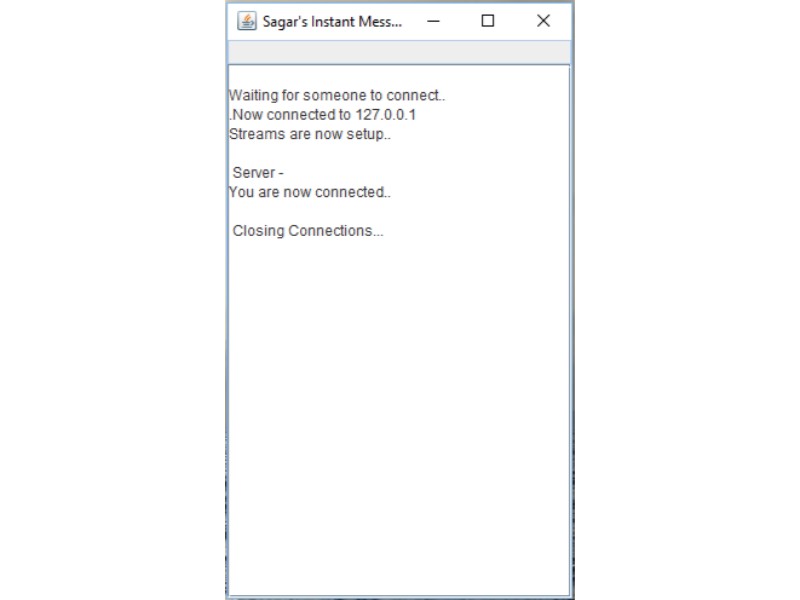 Sagar's Instant Mess...
Waiting for someone to connect..
.Now connected to 127.0.0.1
Streams are now setup..
Server -
You are now connected..
Closing Connections...